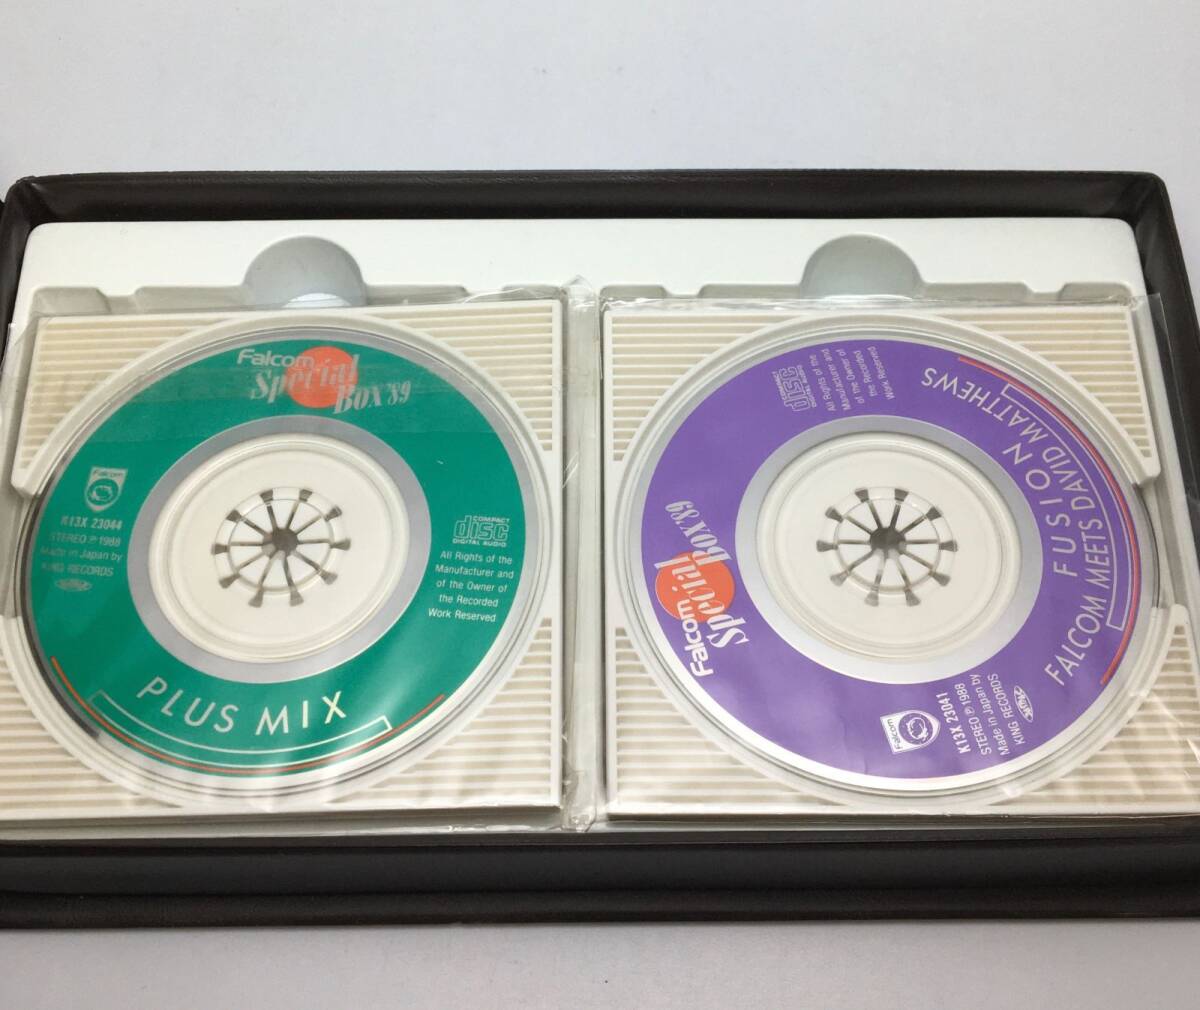 Falcom
Special
BOX'89
Falcom
K13X 23044
STEREO Ⓟ 1988
Made in Japan by
KING RECORDS
COMPACT
disc
DIGITAL AUDIO
All Rights of the
Manufacturer and
of the Owner of
the Recorded
Work Reserved
PLUS MIX
Falcom
Special
BOX'89
COMPACT
disc
DIGITAL AUDIO
All Rights of the
Manufacturer and
of the Owner of
the Recorded
Work Reserved
FUSION
FALCOM MEETS DAVID MATTHEWS
Falcom
K13X 23041
STEREO Ⓟ 1988
Made in Japan by
KING RECORDS